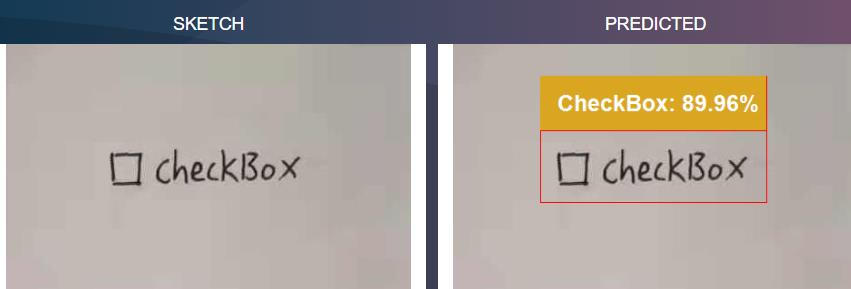 SKETCH
PREDICTED
checkBox
CheckBox: 89.96%
checkBox